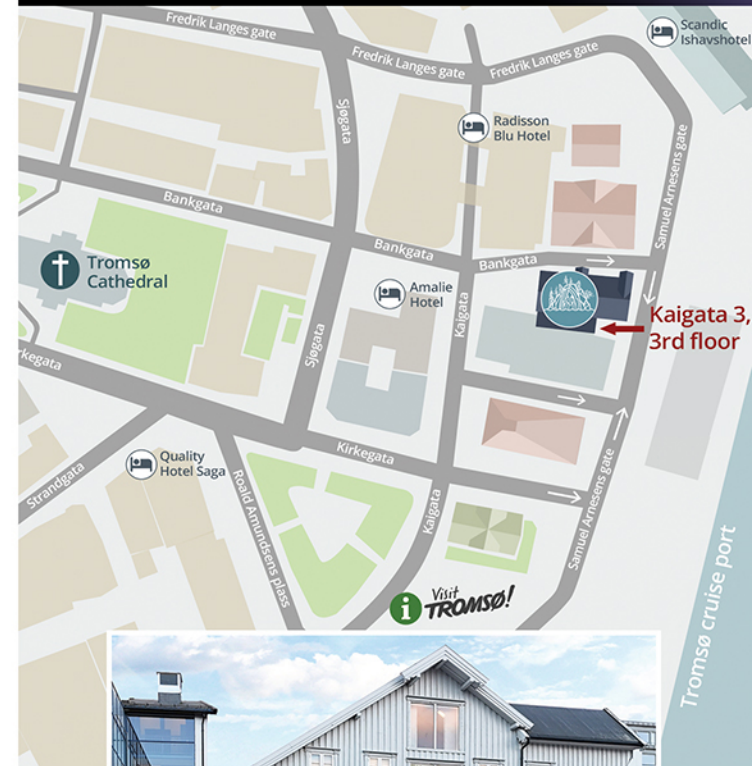 Fredrik Langes gate
Fredrik Langes gate
Fredrik Langes gate
Scandic
Ishavshotel
Sjøgata
Radisson
Blu Hotel
Samuel Arnesens gate
Bankgata
Bankgata
Bankgata
Tromsø
Cathedral
Amalie
Hotel
Kaigata
Kaigata 3,
3rd floor
Sjøgata
rkegata
Kirkegata
Quality
Hotel Saga
Strandgata
Roald Amundsens plass
Kaigata
Samuel Arnesens gate
i
Visit
TROMSØ!
Tromsø cruise port